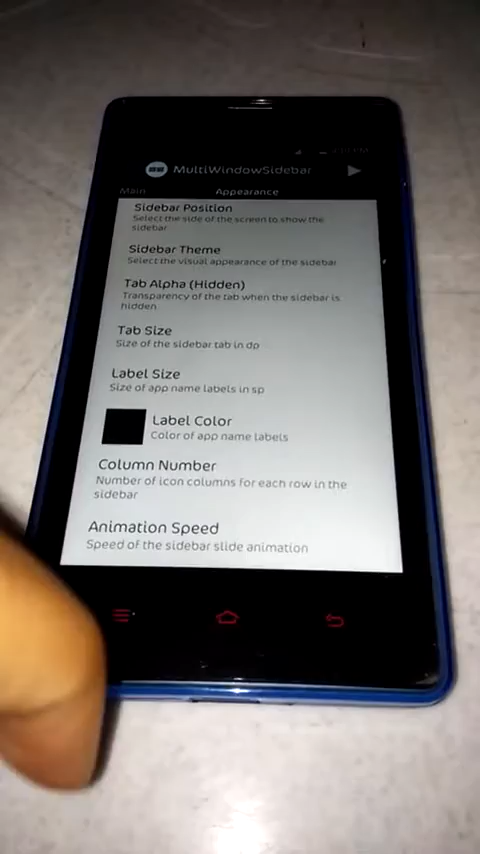 MultiWindowSidebar
Main
Appearance
Sidebar Position
Select the side of the screen to show the
sidebar
Sidebar Theme
Select the visual appearance of the sidebar
Tab Alpha (Hidden)
Transparency of the tab when the sidebar is
hidden
Tab Size
Size of the sidebar tab in dp
Label Size
Size of app name labels in sp
Label Color
Color of app name labels
Column Number
Number of icon columns for each row in the
sidebar
Animation Speed
Speed of the sidebar slide animation